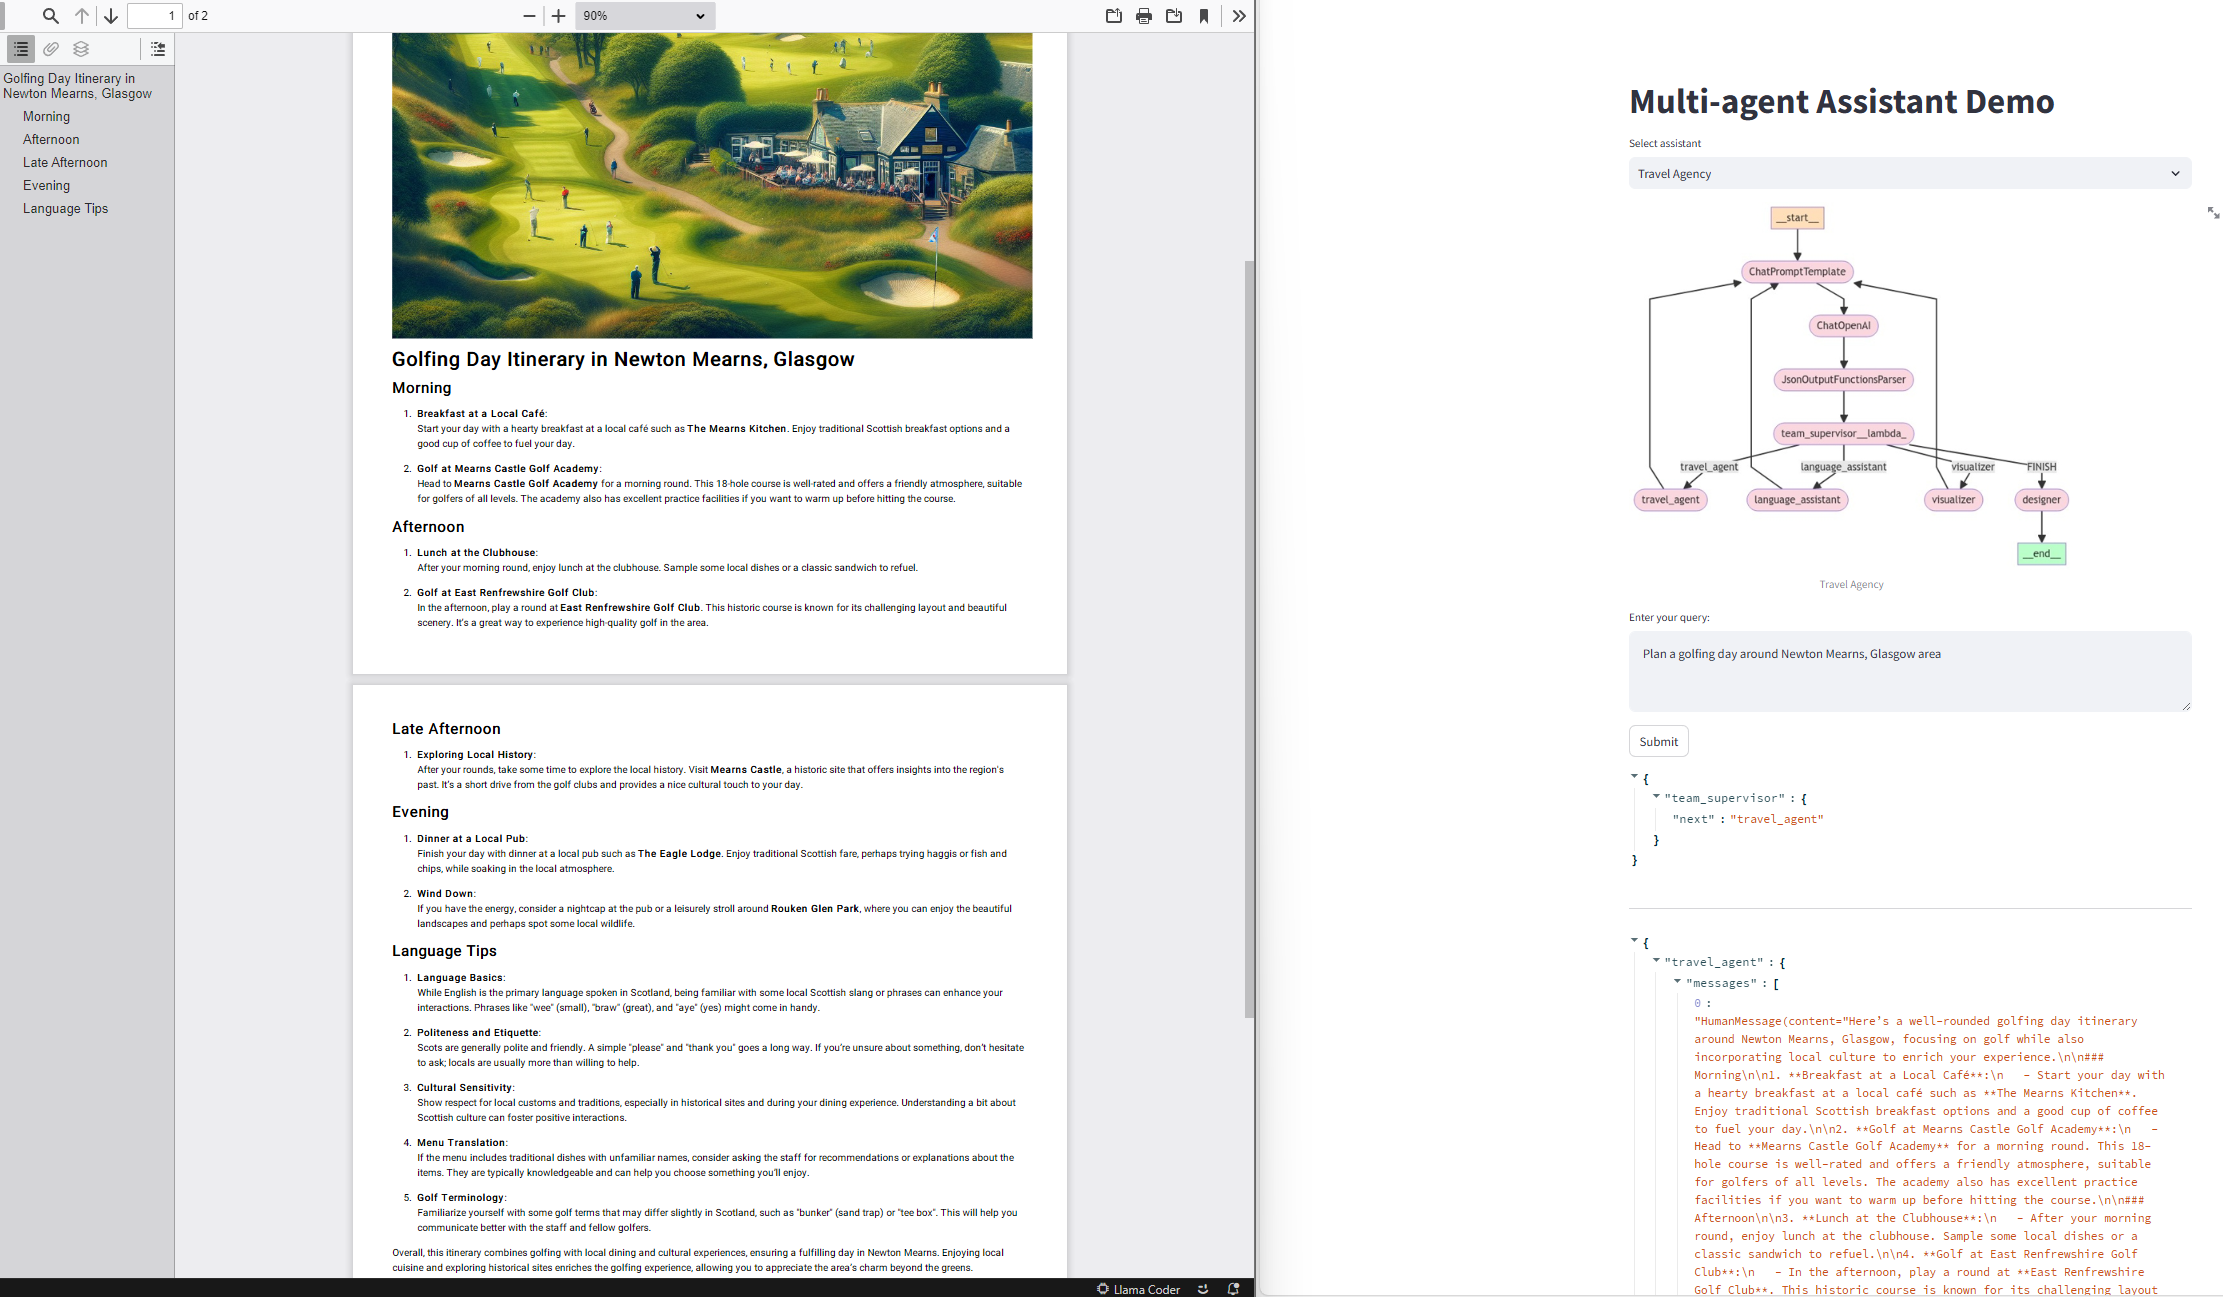 1
of 2
90%
Golfing Day Itinerary in
Newton Mearns, Glasgow
Morning
Afternoon
Late Afternoon
Evening
Language Tips
Golfing Day Itinerary in Newton Mearns, Glasgow
Morning
1. Breakfast at a Local Café:
Start your day with a hearty breakfast at a local café such as The Mearns Kitchen. Enjoy traditional Scottish breakfast options and a
good cup of coffee to fuel your day.
2. Golf at Mearns Castle Golf Academy:
Head to Mearns Castle Golf Academy for a morning round. This 18-hole course is well-rated and offers a friendly atmosphere, suitable
for golfers of all levels. The academy also has excellent practice facilities if you want to warm up before hitting the course.
Afternoon
1. Lunch at the Clubhouse:
After your morning round, enjoy lunch at the clubhouse. Sample some local dishes or a classic sandwich to refuel.
2. Golf at East Renfrewshire Golf Club:
In the afternoon, play a round at East Renfrewshire Golf Club. This historic course is known for its challenging layout and beautiful
scenery. It's a great way to experience high-quality golf in the area.
Late Afternoon
1. Exploring Local History:
After your rounds, take some time to explore the local history. Visit Mearns Castle, a historic site that offers insights into the region's
past. It's a short drive from the golf clubs and provides a nice cultural touch to your day.
Evening
1. Dinner at a Local Pub:
Finish your day with dinner at a local pub such as The Eagle Lodge. Enjoy traditional Scottish fare, perhaps trying haggis or fish and
chips, while soaking in the local atmosphere.
2. Wind Down:
If you have the energy, consider a nightcap at the pub or a leisurely stroll around Rouken Glen Park, where you can enjoy the beautiful
landscapes and perhaps spot some local wildlife.
Language Tips
1. Language Basics:
While English is the primary language spoken in Scotland, being familiar with some local Scottish slang or phrases can enhance your
interactions. Phrases like "wee" (small), "braw" (great), and "aye" (yes) might come in handy.
2. Politeness and Etiquette:
Scots are generally polite and friendly. A simple "please" and "thank you" goes a long way. If you're unsure about something, don't hesitate
to ask; locals are usually more than willing to help.
3. Cultural Sensitivity:
Show respect for local customs and traditions, especially in historical sites and during your dining experience. Understanding a bit about
Scottish culture can foster positive interactions.
4. Menu Translation:
If the menu includes traditional dishes with unfamiliar names, consider asking the staff for recommendations or explanations about the
items. They are typically knowledgeable and can help you choose something you'll enjoy.
5. Golf Terminology:
Familiarize yourself with some golf terms that may differ slightly in Scotland, such as "bunker" (sand trap) or "tee box". This will help you
communicate better with the staff and fellow golfers.
Overall, this itinerary combines golfing with local dining and cultural experiences, ensuring a fulfilling day in Newton Mearns. Enjoying local
cuisine and exploring historical sites enriches the golfing experience, allowing you to appreciate the area's charm beyond the greens.
Llama Coder
Multi-agent Assistant Demo
Select assistant
Travel Agency
__start__
ChatPromptTemplate
ChatOpenAI
JsonOutputFunctionsParser
team_supervisor__lambda_
travel_agent
language_assistant
visualizer
FINISH
travel_agent
language_assistant
visualizer
designer
__end__
Travel Agency
Enter your query:
Plan a golfing day around Newton Mearns, Glasgow area
Submit
{
"team_supervisor" : {
"next" : "travel_agent"
}
}
{
"travel_agent" : {
"messages" : [
0 :
"HumanMessage(content="Here's a well-rounded golfing day itinerary
around Newton Mearns, Glasgow, focusing on golf while also
incorporating local culture to enrich your experience.\n\n###
Morning\n\n1. **Breakfast at a Local Café**:\n   - Start your day with
a hearty breakfast at a local café such as **The Mearns Kitchen**.
Enjoy traditional Scottish breakfast options and a good cup of coffee
to fuel your day.\n\n2. **Golf at Mearns Castle Golf Academy**:\n   -
Head to **Mearns Castle Golf Academy** for a morning round. This 18-
hole course is well-rated and offers a friendly atmosphere, suitable
for golfers of all levels. The academy also has excellent practice
facilities if you want to warm up before hitting the course.\n\n###
Afternoon\n\n3. **Lunch at the Clubhouse**:\n   - After your morning
round, enjoy lunch at the clubhouse. Sample some local dishes or a
classic sandwich to refuel.\n\n4. **Golf at East Renfrewshire Golf
Club**:\n   - In the afternoon, play a round at **East Renfrewshire
Golf Club**. This historic course is known for its challenging layout